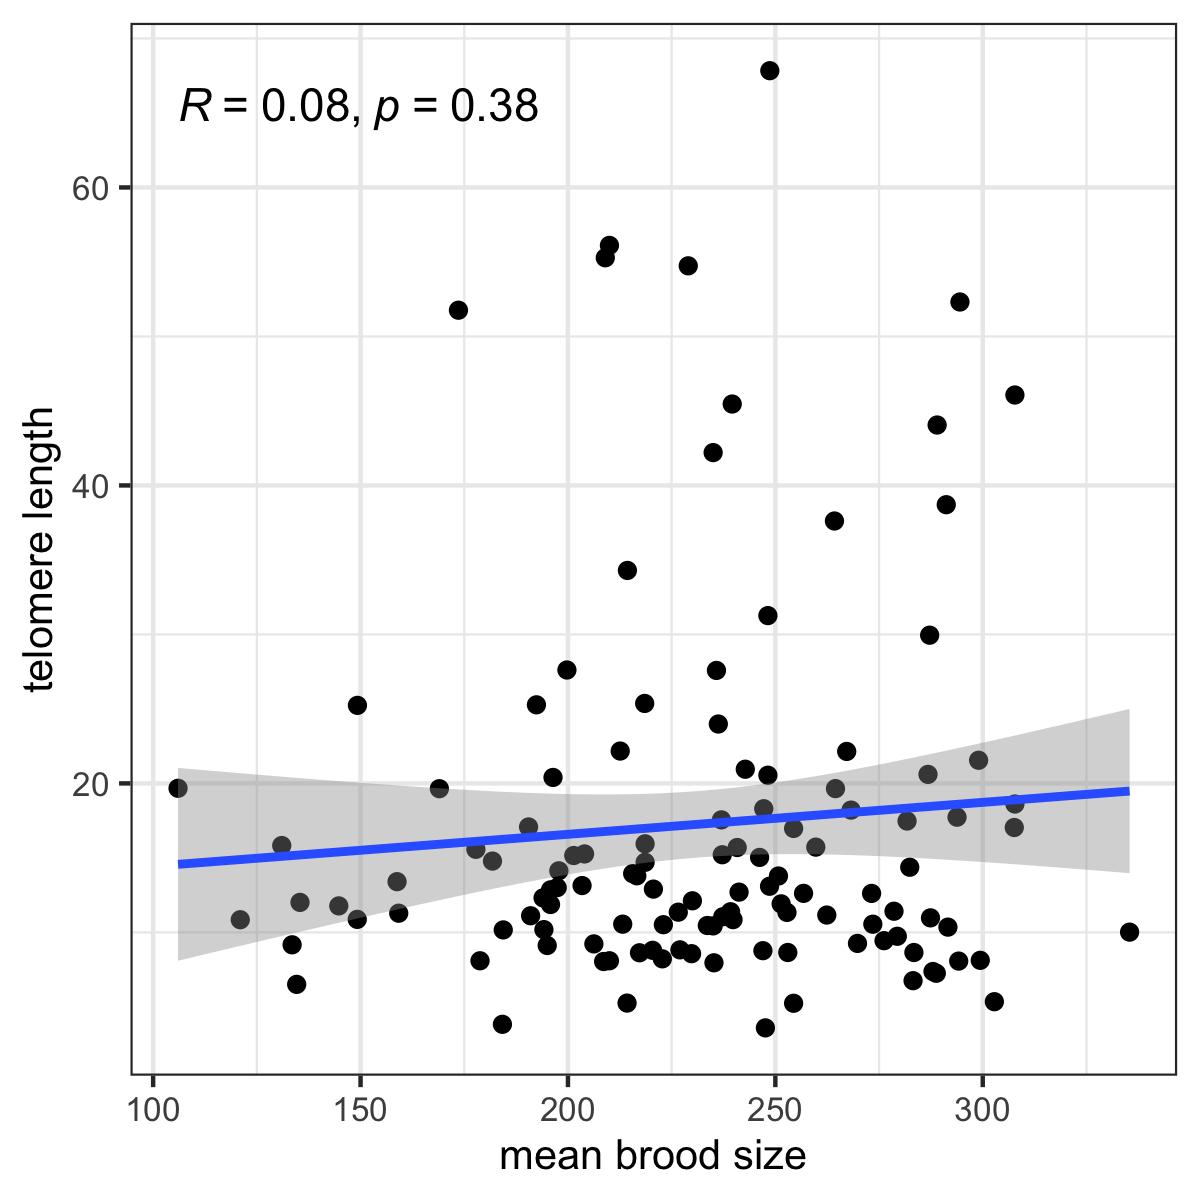 R = 0.08, p = 0.38
60
40
20
telomere length
100 150 200 250 300
mean brood size